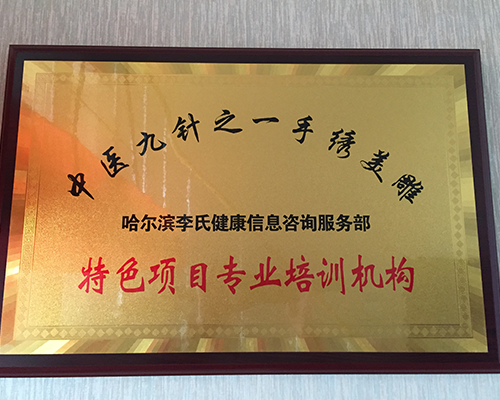 中医九针之一手绣美雕
哈尔滨李氏健康信息咨询服务部
特色项目专业培训机构